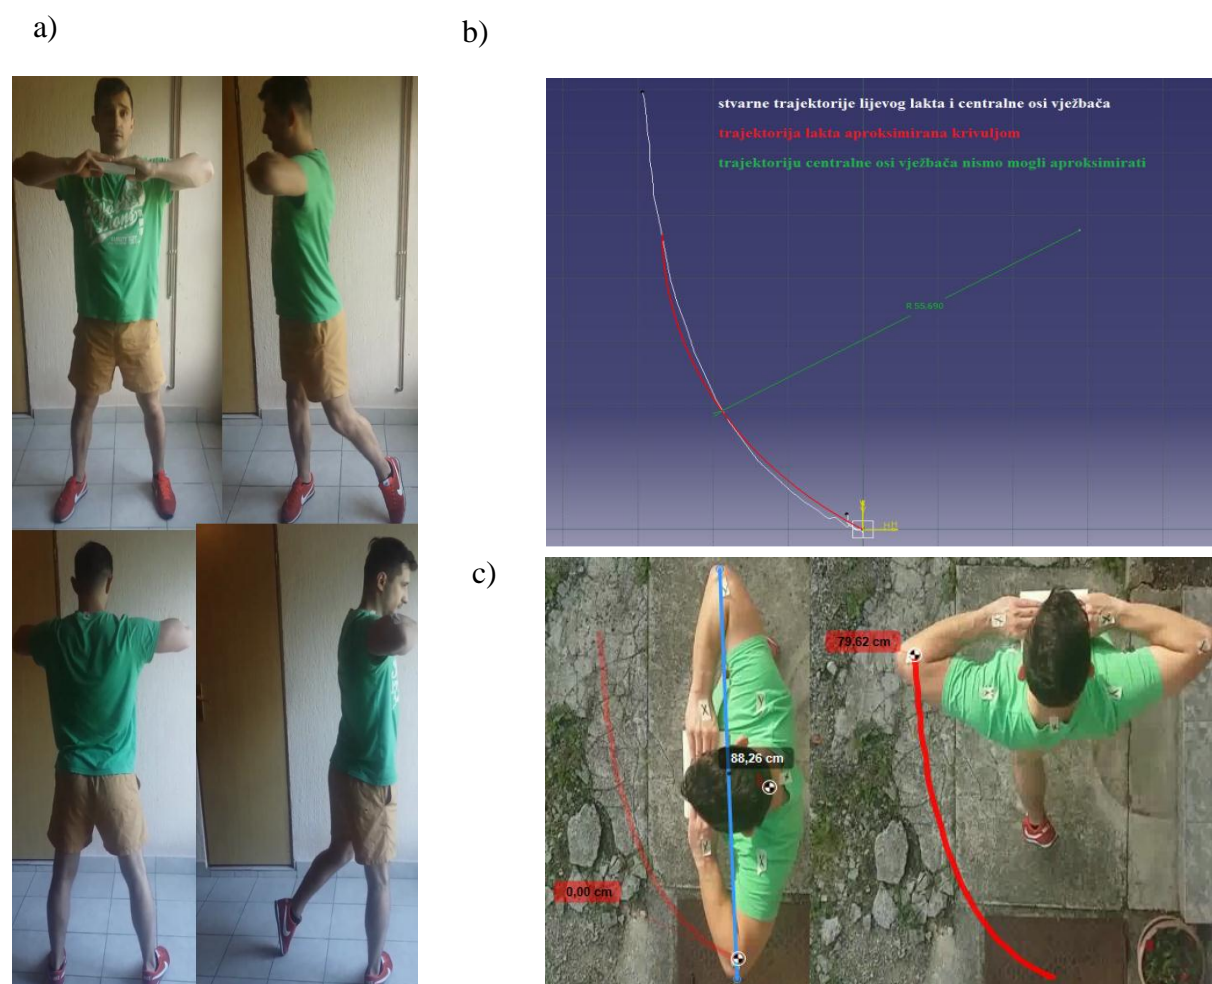 a)
b)
stvarne trajektorije lijevog lakta i centralne osi vježbača
trajektorija lakta aproksimirana krivuljom
trajektoriju centralne osi vježbača nismo mogli aproksimirati
R 55.690
c)
79.62 cm
88,26 cm
0,00 cm